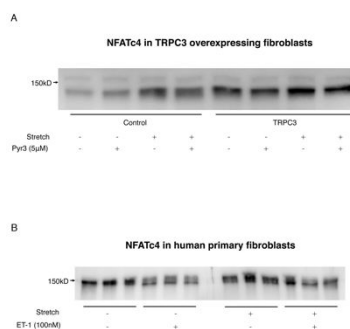 A
NFATc4 in TRPC3 overexpressing fibroblasts
150kD
Control TRPC3
Stretch - - + + - - + +
Pyr3 (5μM) - + - + - + - +
B
NFATc4 in human primary fibroblasts
150kD
Stretch - - + +
ET-1 (100nM) - + - +